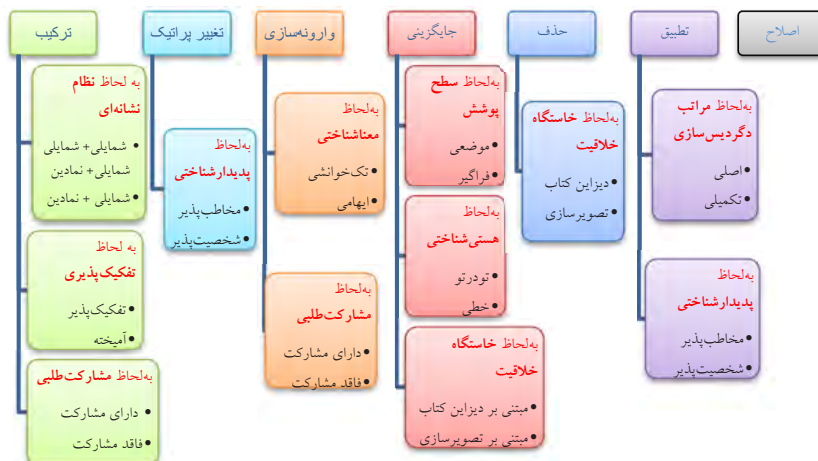 اصلاح
تطبیق
به‌لحاظ مراتب
دگردیس‌سازی
• اصلی
• تکمیلی
به‌لحاظ
پدیدارشناختی
• مخاطب‌پذیر
• شخصیت‌پذیر
حذف
به‌لحاظ خاستگاه
خلاقیت
• دیزاین کتاب
• تصویرسازی
جایگزینی
به‌لحاظ سطح
پوشش
• موضعی
• فراگیر
به‌لحاظ
هستی‌شناختی
• تودرتو
• خطی
به‌لحاظ خاستگاه
خلاقیت
• مبتنی بر دیزاین کتاب
• مبتنی بر تصویرسازی
وارونه‌سازی
به‌لحاظ
معناشناختی
• تک‌خوانشی
• ایهامی
به‌لحاظ
مشارکت‌طلبی
• دارای مشارکت
• فاقد مشارکت
تغییر پراتیک
به‌لحاظ
پدیدارشناختی
• مخاطب‌پذیر
• شخصیت‌پذیر
ترکیب
به لحاظ نظام
نشانه‌ای
• شمایلی+ شمایلی
شمایلی+ نمادین
• شمایلی + نمادین
به لحاظ
تفکیک‌پذیری
• تفکیک‌پذیر
• آمیخته
به‌لحاظ مشارکت‌طلبی
• دارای مشارکت
• فاقد مشارکت